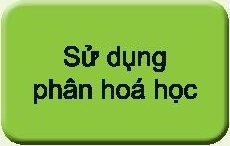 Sử dụng
phân hoá học